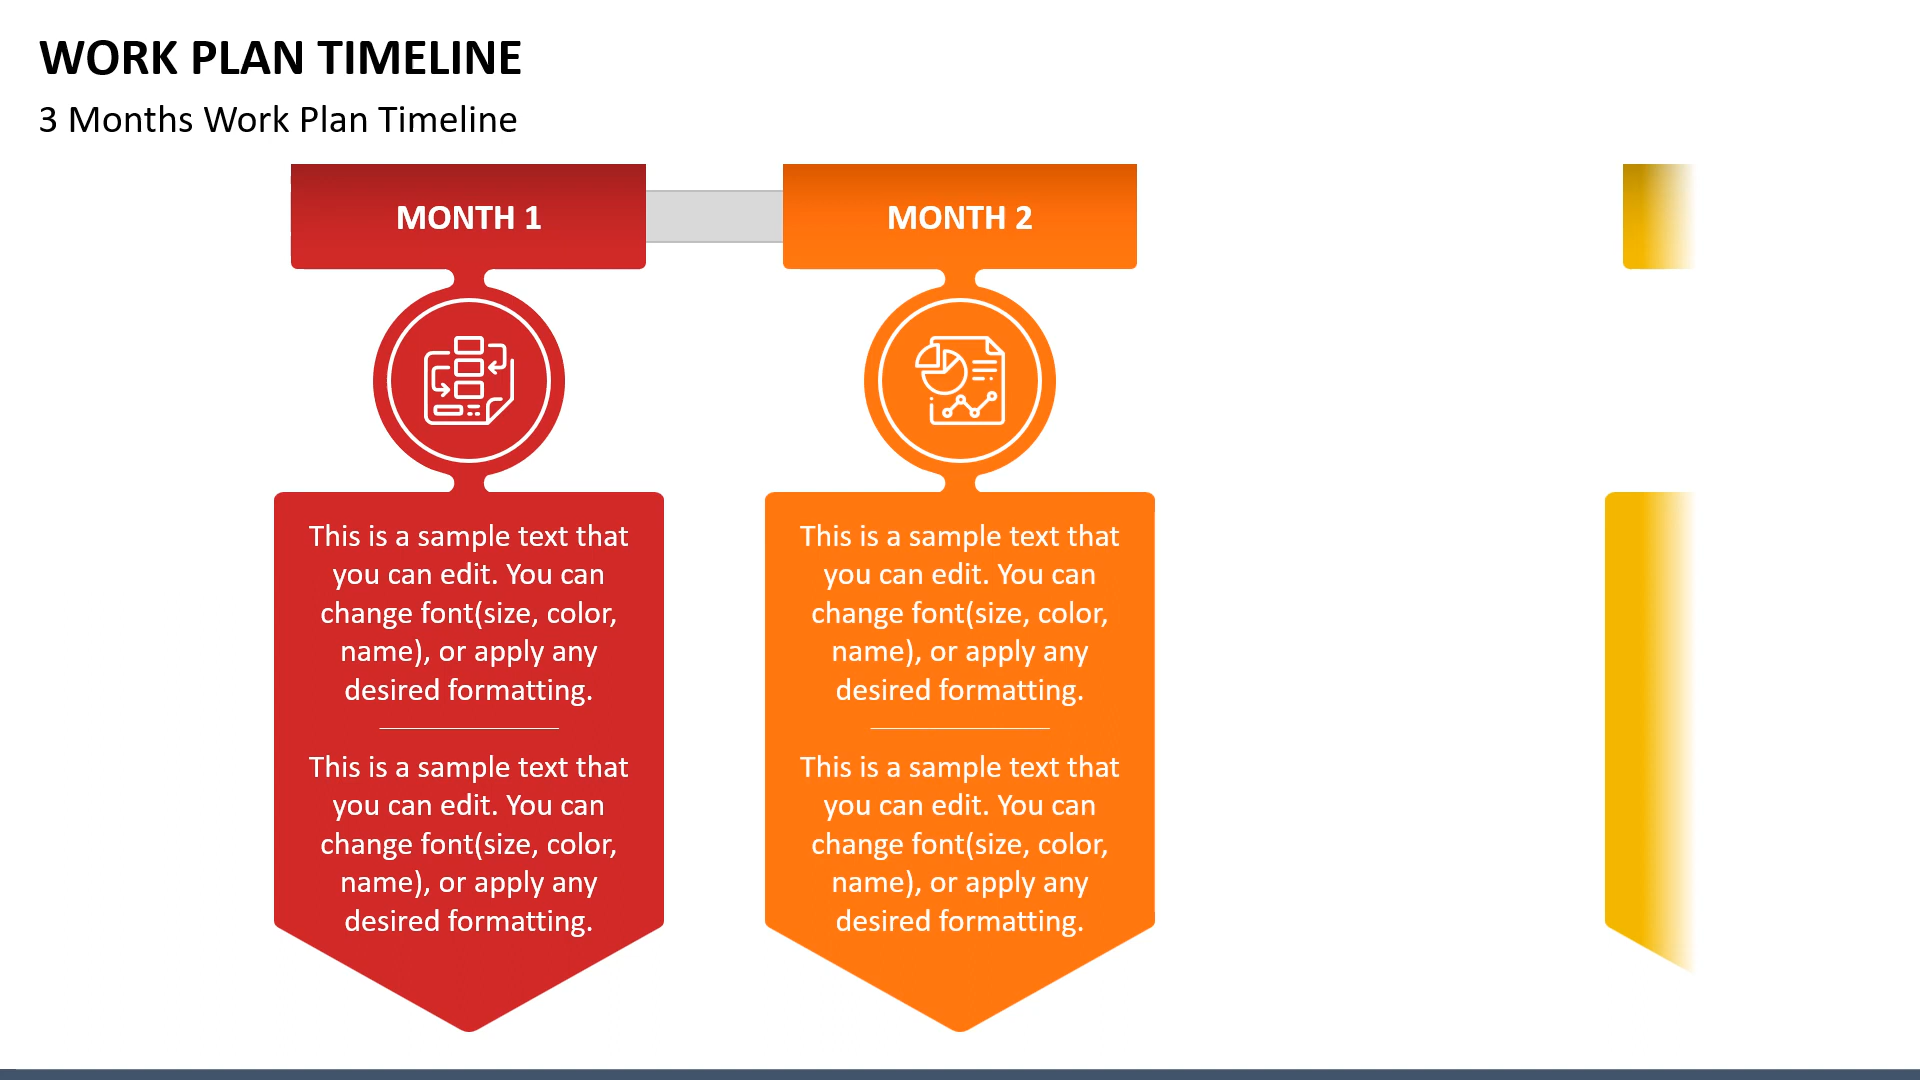 WORK PLAN TIMELINE
3 Months Work Plan Timeline
MONTH 1
This is a sample text that
you can edit. You can
change font(size, color,
name), or apply any
desired formatting.
This is a sample text that
you can edit. You can
change font(size, color,
name), or apply any
desired formatting.
MONTH 2
This is a sample text that
you can edit. You can
change font(size, color,
name), or apply any
desired formatting.
This is a sample text that
you can edit. You can
change font(size, color,
name), or apply any
desired formatting.